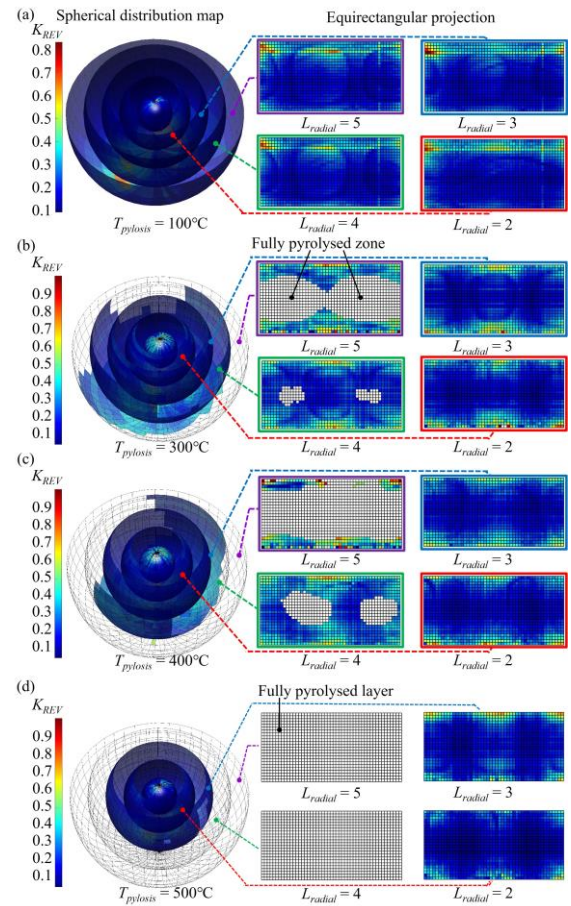 (a)
Spherical distribution map
Equirectangular projection
K_REV
0.8
0.7
0.6
0.5
0.4
0.3
0.2
0.1
L_radial = 5
L_radial = 3
L_radial = 4
L_radial = 2
T_pylosis = 100℃
(b)
Fully pyrolysed zone
K_REV
0.9
0.8
0.7
0.6
0.5
0.4
0.3
0.2
0.1
L_radial = 5
L_radial = 3
L_radial = 4
L_radial = 2
T_pylosis = 300℃
(c)
K_REV
0.9
0.8
0.7
0.6
0.5
0.4
0.3
0.2
0.1
L_radial = 5
L_radial = 3
L_radial = 4
L_radial = 2
T_pylosis = 400℃
(d)
Fully pyrolysed layer
K_REV
0.9
0.8
0.7
0.6
0.5
0.4
0.3
0.2
0.1
L_radial = 5
L_radial = 3
L_radial = 4
L_radial = 2
T_pylosis = 500℃